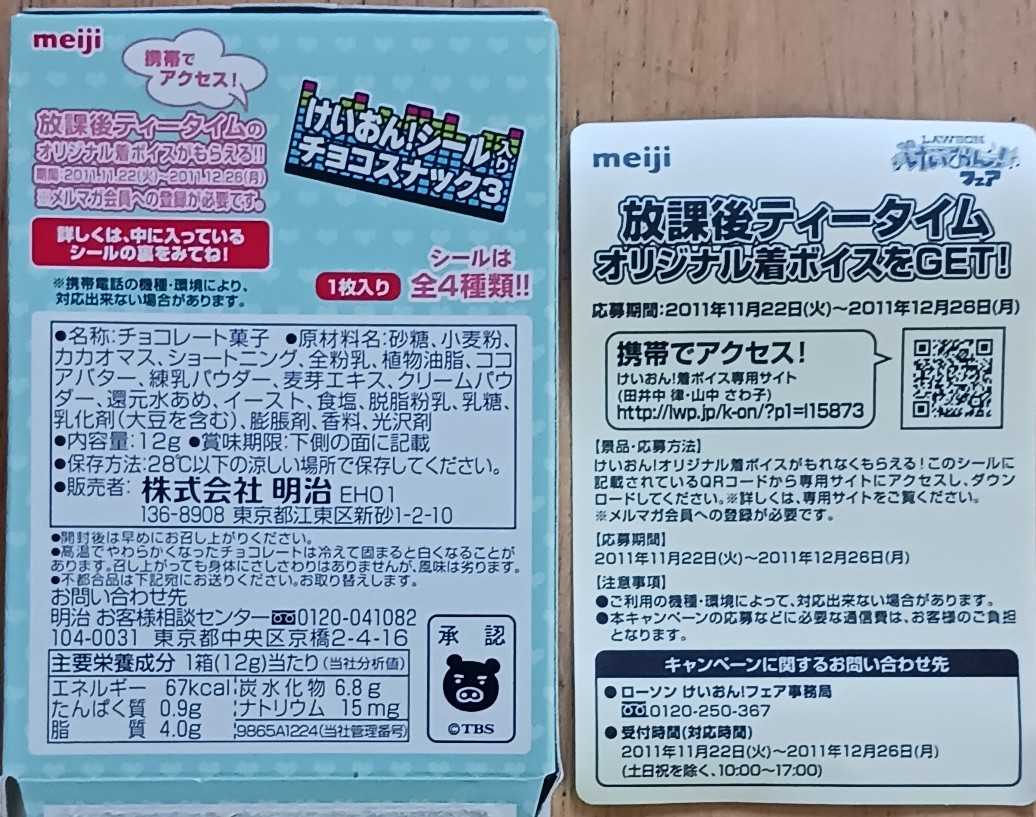 meiji
携帯で
アクセス!
放課後ティータイムの
オリジナル着ボイスがもらえる!!
期間:2011.11.22(火)〜2011.12.26(月)
※メルマガ会員への登録が必要です。
詳しくは、中に入っている
シールの裏をみてね!
※携帯電話の機種・環境により、
対応出来ない場合があります。
けいおん!シール入り
チョコスナック3
シールは
1枚入り 全4種類!!
●名称:チョコレート菓子 ●原材料名:砂糖、小麦粉、
カカオマス、ショートニング、全粉乳、植物油脂、ココ
アバター、練乳パウダー、麦芽エキス、クリームパウ
ダー、還元水あめ、イースト、食塩、脱脂粉乳、乳糖、
乳化剤(大豆を含む)、膨脹剤、香料、光沢剤
●内容量:12g ●賞味期限:下側の面に記載
●保存方法:28℃以下の涼しい場所で保存してください。
●販売者: 株式会社 明治 EH01
136-8908 東京都江東区新砂1-2-10
●開封後は早めにお召し上がりください。
●高温でやわらかくなったチョコレートは冷えて固まると白くなることが
あります。召し上がっても身体にさしさわりはありませんが、風味は劣ります。
●不都合品は下記宛にお送りください。お取り替えします。
お問い合わせ先
明治 お客様相談センター 0120-041082
104-0031 東京都中央区京橋2-4-16
主要栄養成分 1箱(12g)当たり(当社分析値)
エネルギー 67kcal 炭水化物 6.8g
たんぱく質 0.9g ナトリウム 15mg
脂質 4.0g 9865A1224(当社管理番号)
承認
©TBS
meiji
LAWSON
けいおん!!
フェア
放課後ティータイム
オリジナル着ボイスをGET!
応募期間:2011年11月22日(火)〜2011年12月26日(月)
携帯でアクセス!
けいおん!着ボイス専用サイト
(田井中 律・山中 さわ子)
http://lwp.jp/k-on/?p1=l15873
【景品・応募方法】
けいおん!オリジナル着ボイスがもれなくもらえる!このシールに
記載されているQRコードから専用サイトにアクセスし、ダウン
ロードしてください。※詳しくは、専用サイトをご覧ください。
※メルマガ会員への登録が必要です。
【応募期間】
2011年11月22日(火)〜2011年12月26日(月)
【注意事項】
●ご利用の機種・環境によって、対応出来ない場合があります。
●本キャンペーンの応募などに必要な通信費は、お客様のご負担
となります。
キャンペーンに関するお問い合わせ先
●ローソン けいおん!フェア事務局
0120-250-367
●受付時間(対応時間)
2011年11月22日(火)〜2011年12月26日(月)
(土日祝を除く、10:00〜17:00)